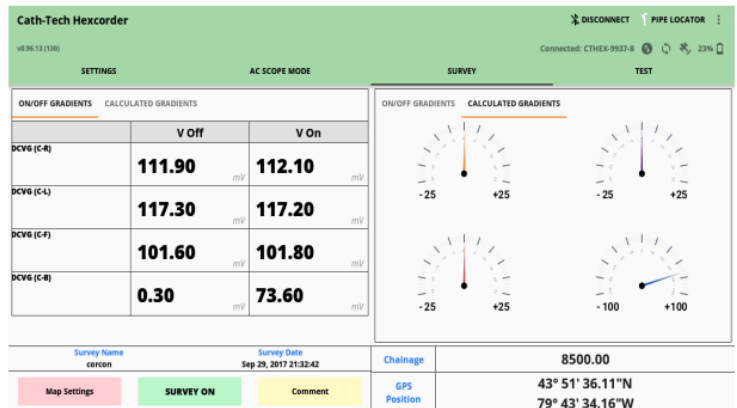 Cath-Tech Hexcorder
DISCONNECT PIPE LOCATOR
v0.96.13 (130)
Connected: CTHEX-9937-8 23%
SETTINGS AC SCOPE MODE SURVEY TEST
ON/OFF GRADIENTS CALCULATED GRADIENTS
V Off V On
DCVG (C-R)
111.90 mV 112.10 mV
DCVG (C-L)
117.30 mV 117.20 mV
DCVG (C-F)
101.60 mV 101.80 mV
DCVG (C-B)
0.30 mV 73.60 mV
ON/OFF GRADIENTS CALCULATED GRADIENTS
- 25 +25
- 25 +25
- 25 +25
- 100 +100
Survey Name Survey Date
corcon Sep 29, 2017 21:32:42
Map Settings SURVEY ON Comment
Chainage 8500.00
GPS Position
43° 51' 36.11"N
79° 43' 34.16"W